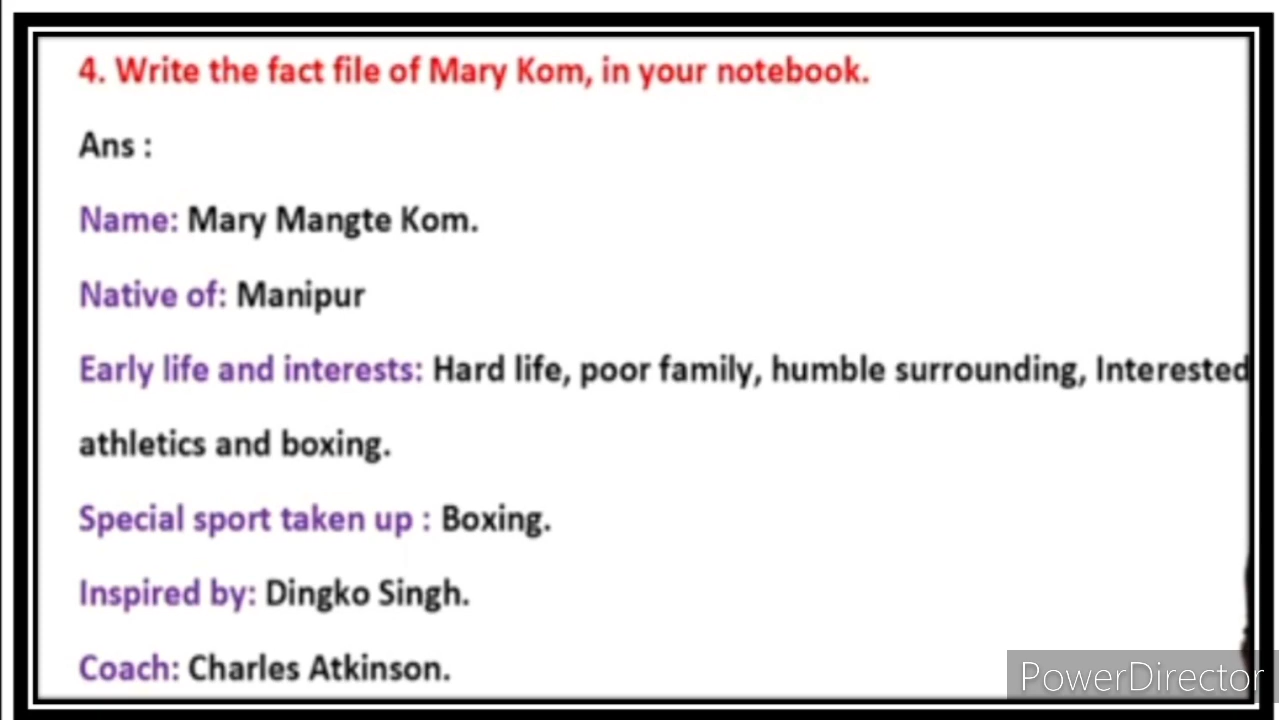 4. Write the fact file of Mary Kom, in your notebook.
Ans :
Name: Mary Mangte Kom.
Native of: Manipur
Early life and interests: Hard life, poor family, humble surrounding, Interested
athletics and boxing.
Special sport taken up : Boxing.
Inspired by: Dingko Singh.
Coach: Charles Atkinson.
PowerDirector